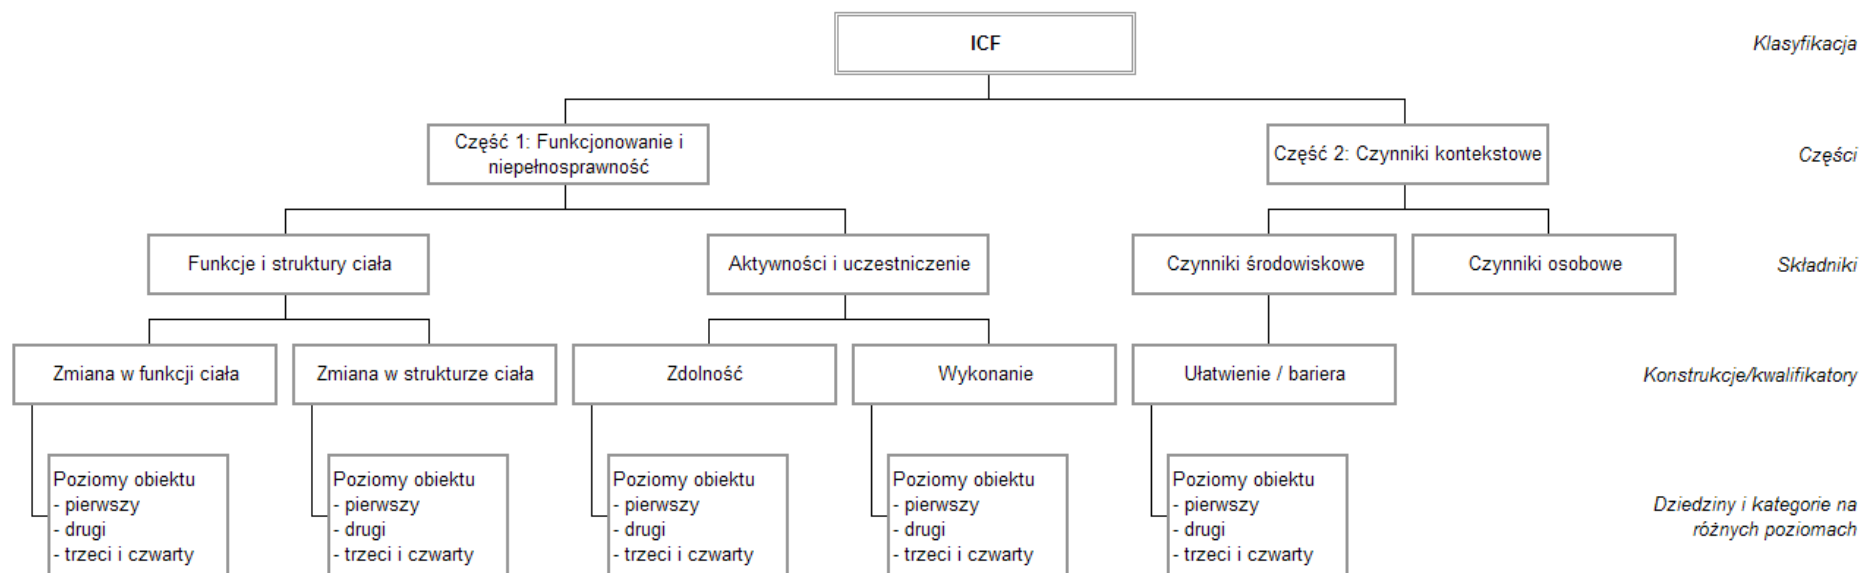 ICF
Klasyfikacja
Część 1: Funkcjonowanie i
niepełnosprawność
Część 2: Czynniki kontekstowe
Części
Funkcje i struktury ciała
Aktywności i uczestniczenie
Czynniki środowiskowe
Czynniki osobowe
Składniki
Zmiana w funkcji ciała
Zmiana w strukturze ciała
Zdolność
Wykonanie
Ułatwienie / bariera
Konstrukcje/kwalifikatory
Poziomy obiektu
- pierwszy
- drugi
- trzeci i czwarty
Poziomy obiektu
- pierwszy
- drugi
- trzeci i czwarty
Poziomy obiektu
- pierwszy
- drugi
- trzeci i czwarty
Poziomy obiektu
- pierwszy
- drugi
- trzeci i czwarty
Poziomy obiektu
- pierwszy
- drugi
- trzeci i czwarty
Dziedziny i kategorie na
różnych poziomach